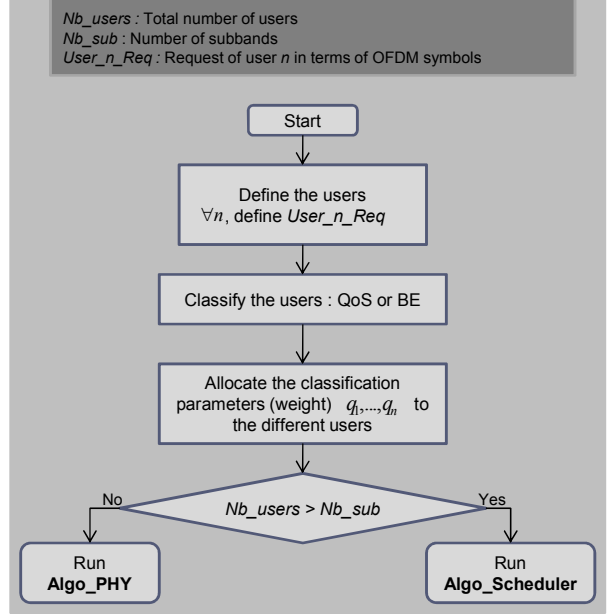 Nb_users : Total number of users
Nb_sub : Number of subbands
User_n_Req : Request of user n in terms of OFDM symbols
Start
Define the users
∀n, define User_n_Req
Classify the users : QoS or BE
Allocate the classification
parameters (weight) q₁,...,qₙ to
the different users
No
Nb_users > Nb_sub
Yes
Run
Algo_PHY
Run
Algo_Scheduler